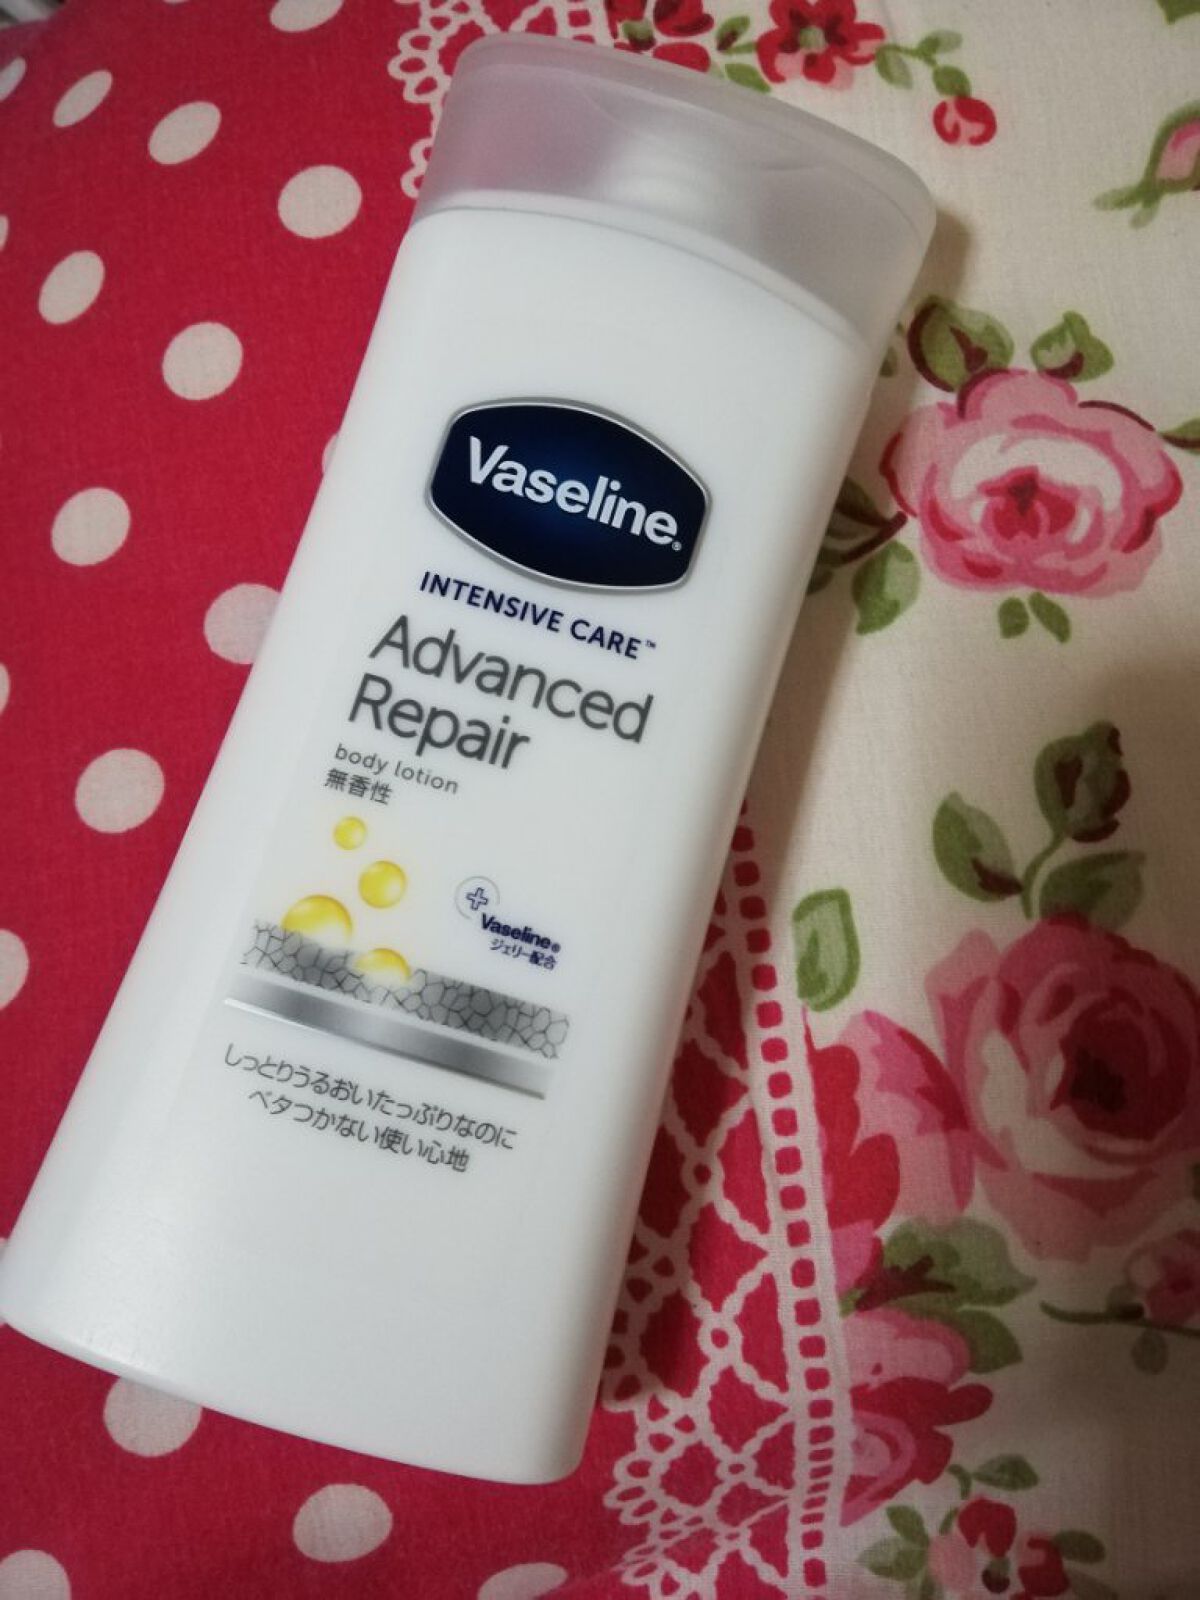 Vaseline®
INTENSIVE CARE™
Advanced
Repair
body lotion
無香性
Vaseline®
ジェリー配合
しっとりうるおいたっぷりなのに
ベタつかない使い心地